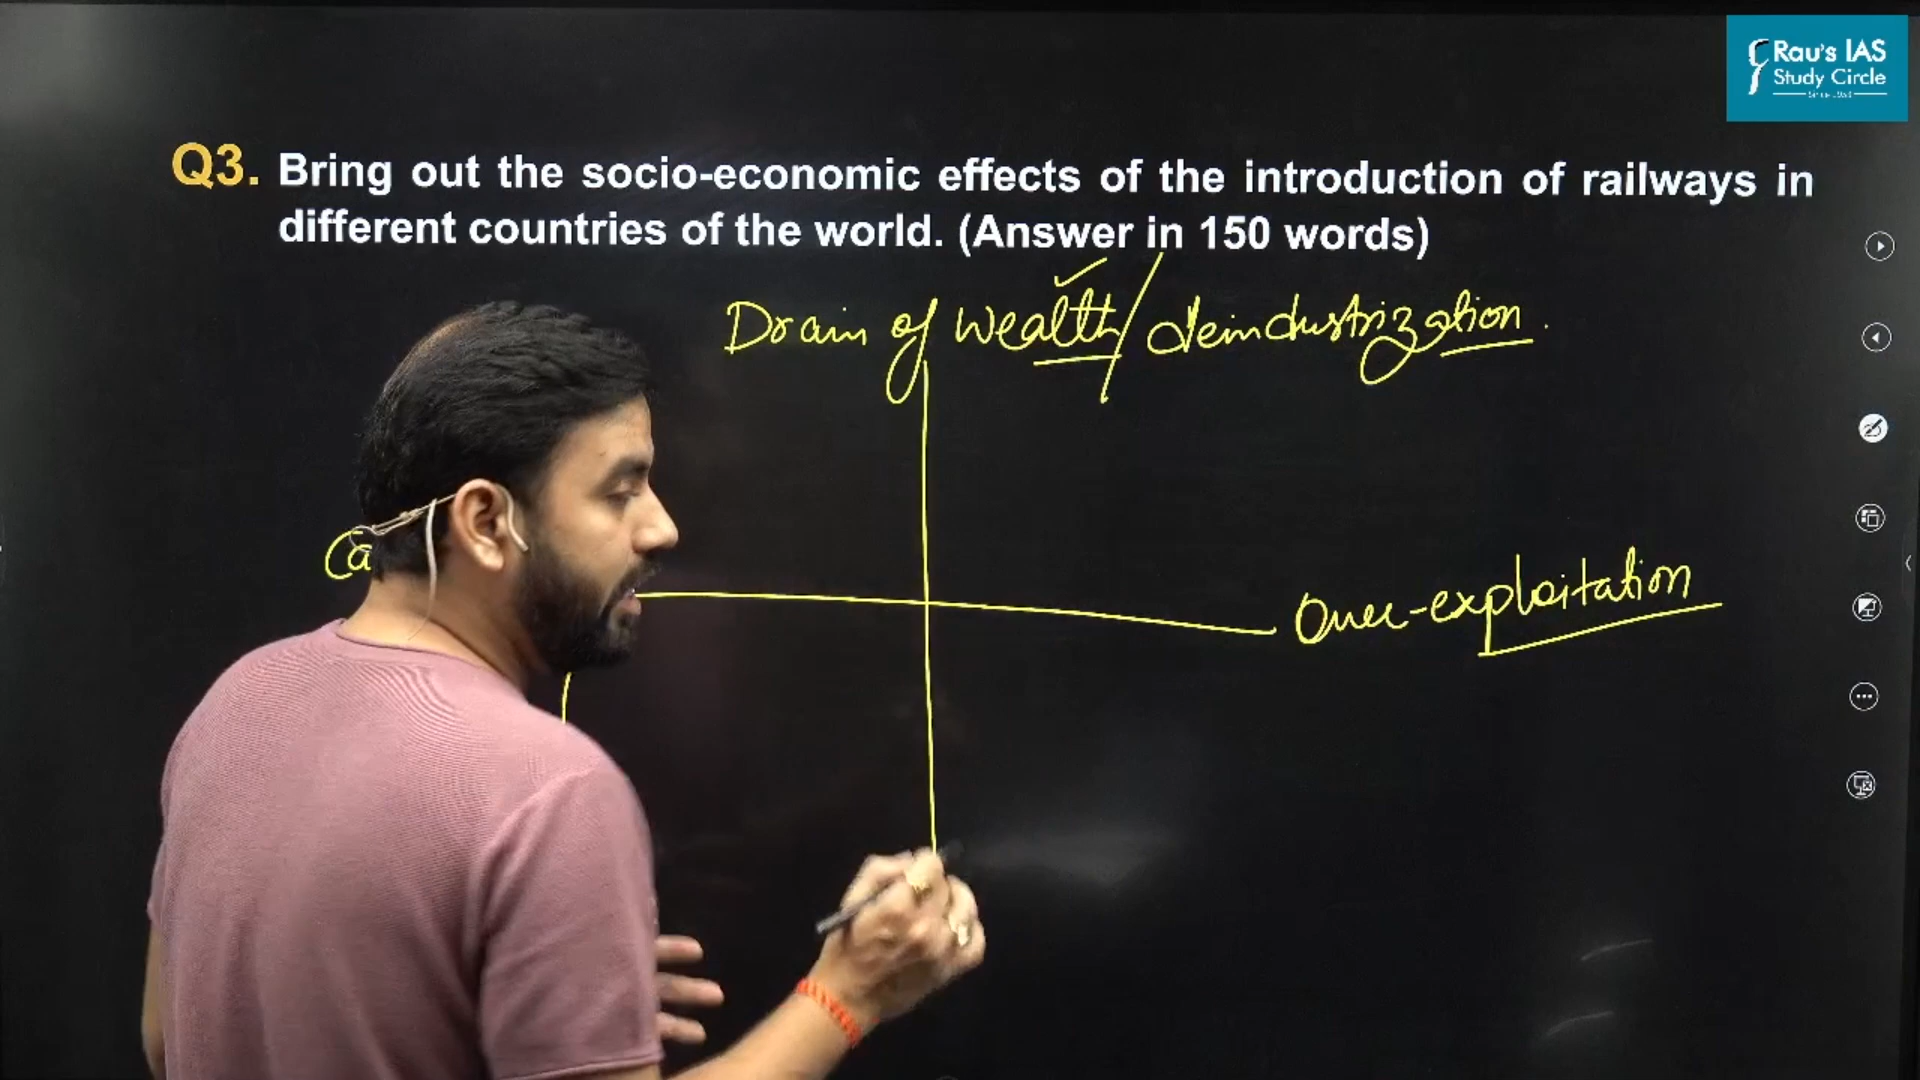 Rau's IAS
Study Circle
Q3. Bring out the socio-economic effects of the introduction of railways in
different countries of the world. (Answer in 150 words)
Drain of wealth / deindustrization.
Ca
Over-exploitation